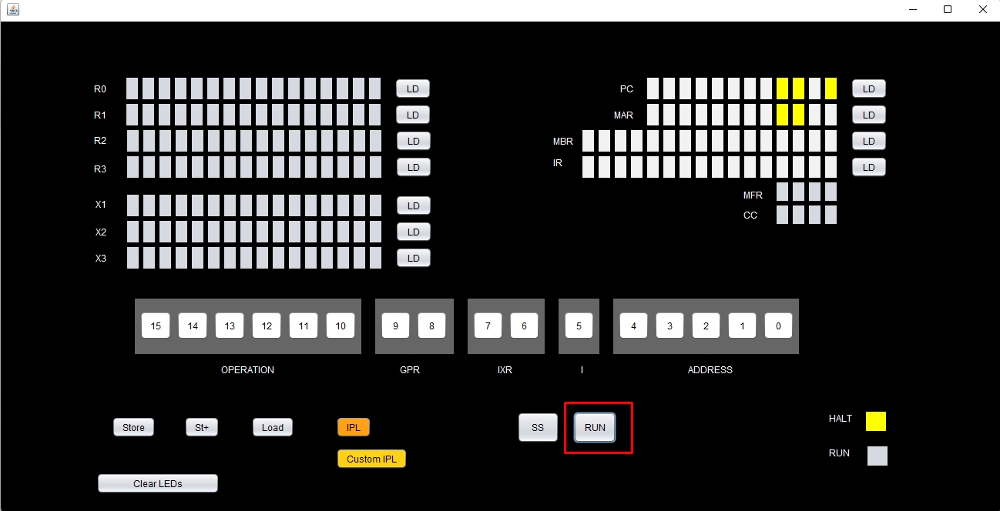 R0 LD PC LD
R1 LD MAR LD
R2 LD MBR LD
R3 LD IR LD
MFR
X1 LD CC
X2 LD
X3 LD
15 14 13 12 11 10 9 8 7 6 5 4 3 2 1 0
OPERATION GPR IXR I ADDRESS
Store St+ Load IPL SS RUN HALT
Custom IPL RUN
Clear LEDs